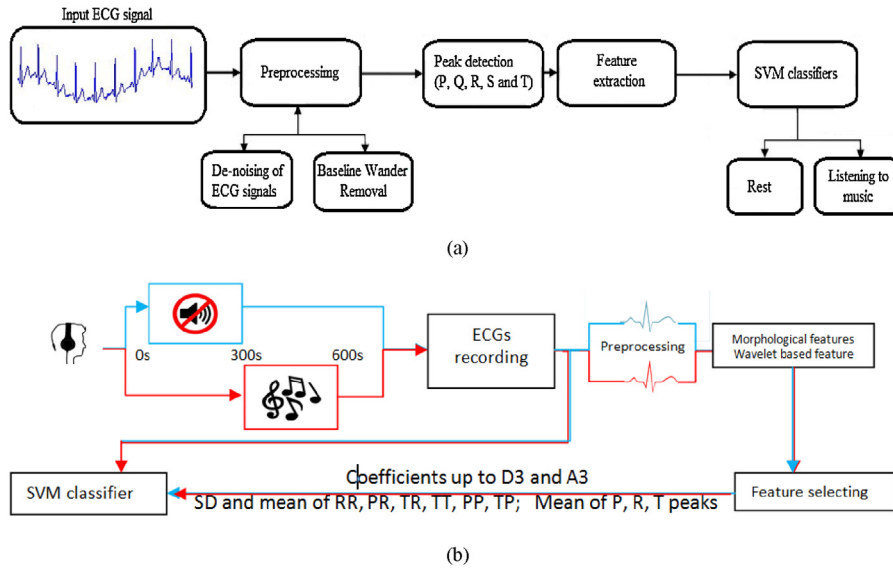 Input ECG signal
Preprocessimg
Peak detection
(P, Q, R, S and T)
Feature
extraction
SVM classifiers
De-noising of
ECG signals
Baseline Wander
Removal
Rest
Listening to
music
(a)
0s
300s
600s
ECGs
recording
Preprocessing
Morphological features
Wavelet based feature
SVM classifier
Coefficients up to D3 and A3
SD and mean of RR, PR, TR, TT, PP, TP; Mean of P, R, T peaks
Feature selecting
(b)